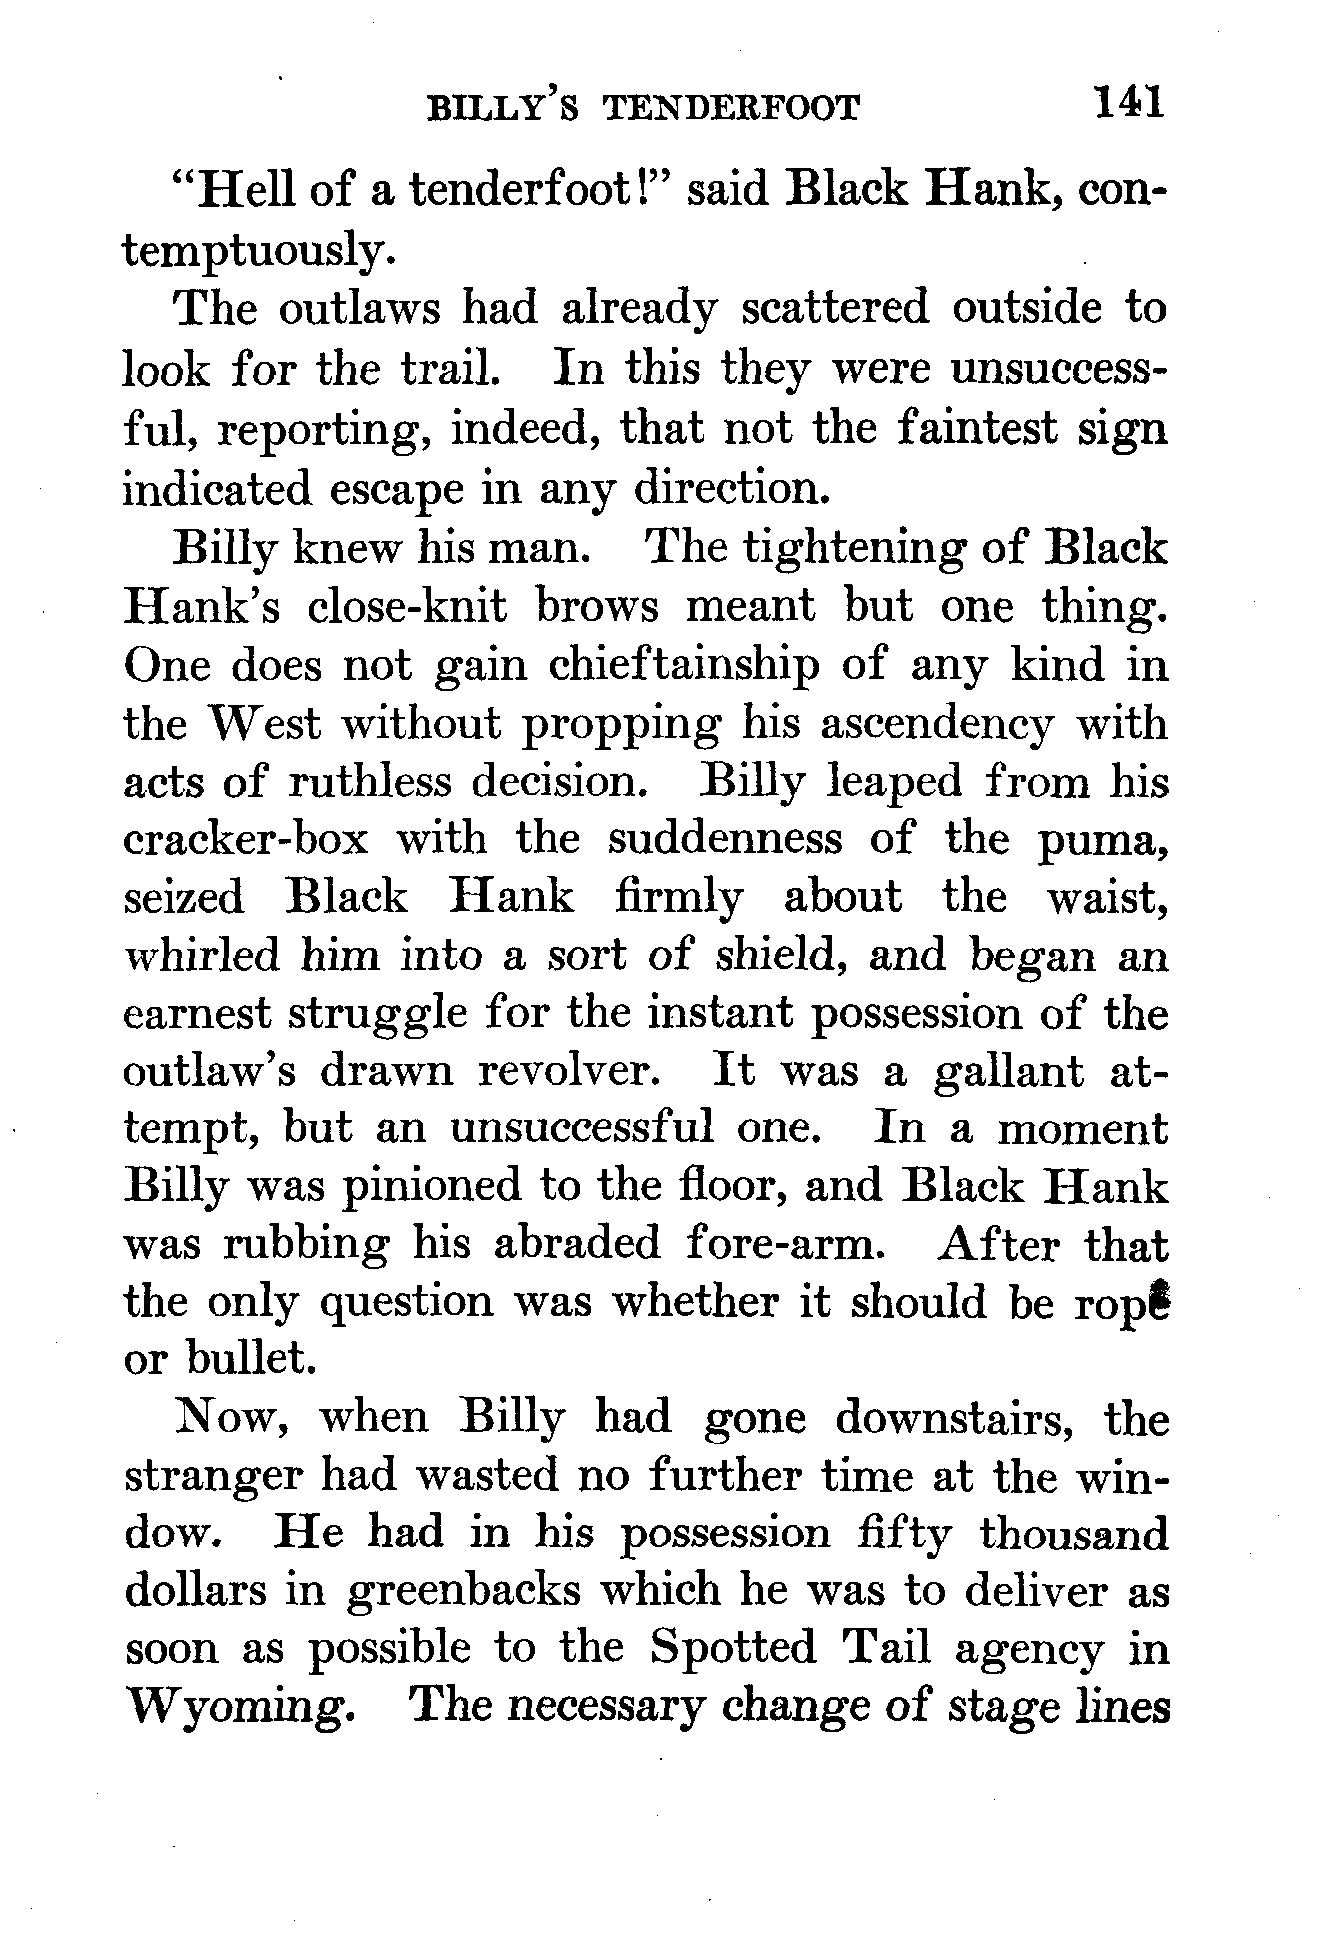 BILLY'S TENDERFOOT 141
“Hell of a tenderfoot!” said Black Hank, con-
temptuously.
The outlaws had already scattered outside to
look for the trail. In this they were unsuccess-
ful, reporting, indeed, that not the faintest sign
indicated escape in any direction.
Billy knew his man. The tightening of Black
Hank's close-knit brows meant but one thing.
One does not gain chieftainship of any kind in
the West without propping his ascendency with
acts of ruthless decision. Billy leaped from his
cracker-box with the suddenness of the puma,
seized Black Hank firmly about the waist,
whirled him into a sort of shield, and began an
earnest struggle for the instant possession of the
outlaw's drawn revolver. It was a gallant at-
tempt, but an unsuccessful one. In a moment
Billy was pinioned to the floor, and Black Hank
was rubbing his abraded fore-arm. After that
the only question was whether it should be rope
or bullet.
Now, when Billy had gone downstairs, the
stranger had wasted no further time at the win-
dow. He had in his possession fifty thousand
dollars in greenbacks which he was to deliver as
soon as possible to the Spotted Tail agency in
Wyoming. The necessary change of stage lines